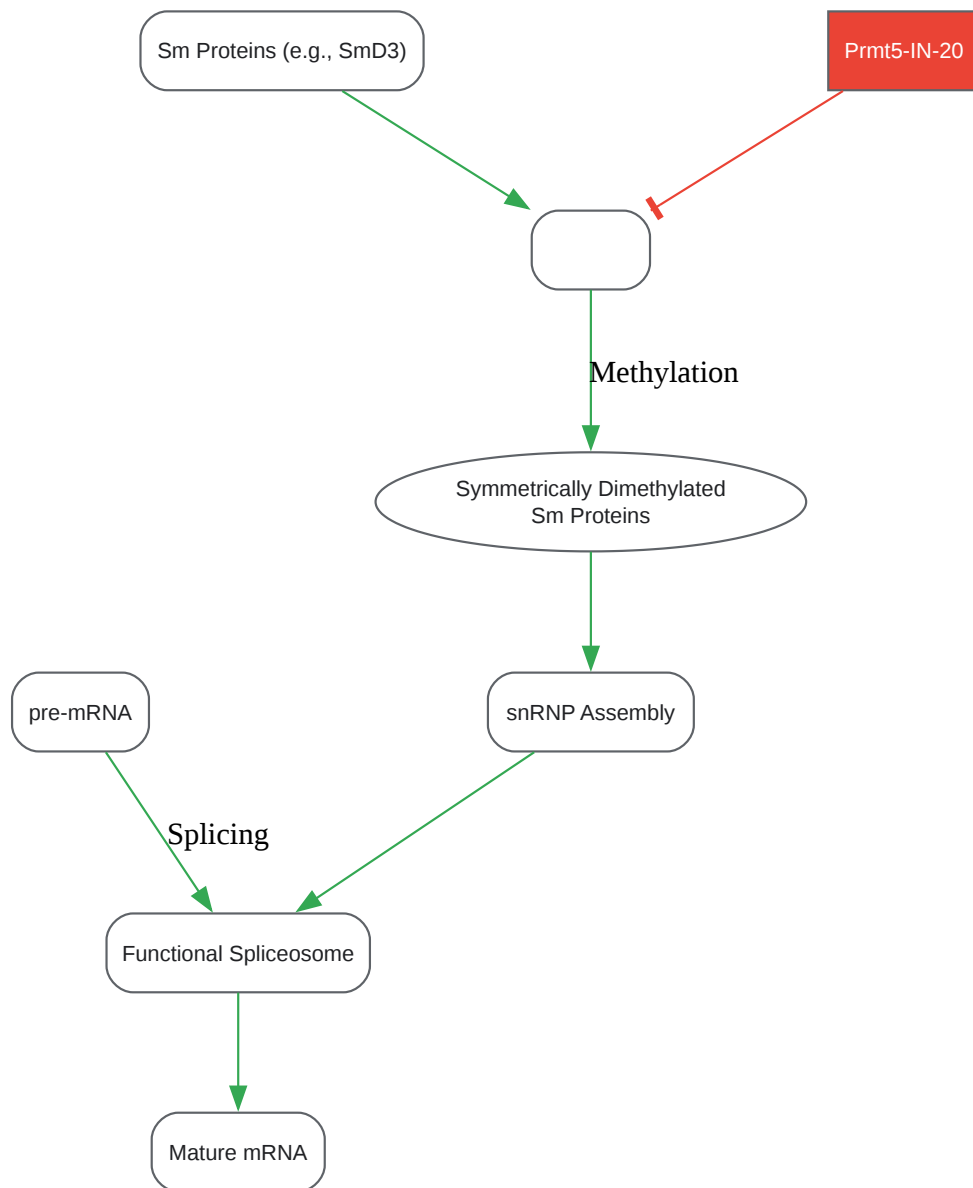 Sm Proteins (e.g., SmD3)
Prmt5-IN-20
Methylation
Symmetrically Dimethylated
Sm Proteins
pre-mRNA
snRNP Assembly
Splicing
Functional Spliceosome
Mature mRNA